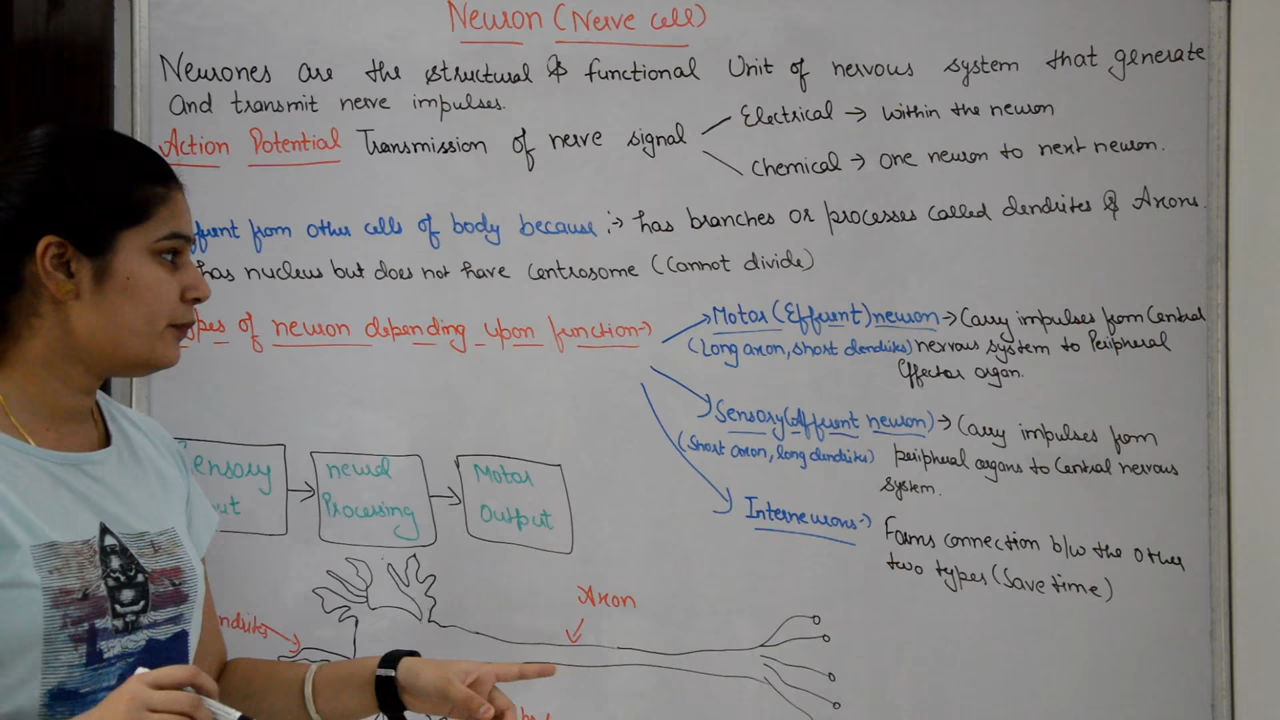 Neuron (Nerve cell)
Neurones are the structural & functional Unit of nervous system that generate
and transmit nerve impulses.
Action Potential Transmission of nerve signal
Electrical → within the neuron
Chemical → one neuron to next neuron.
from other cells of body because :→ has branches or processes called dendrites & Axons.
has nucleus but does not have Centrosome (Cannot divide)
of neuron depending upon function→
Motor (Efferent) neuron → Carry impulses from Central
(Long axon, short dendrites) nervous system to Peripheral
Effector organ.
Sensory (afferent neuron) → Carry impulses from
(Short axon, long dendrites) peripheral organs to Central nervous
system.
Interneurons → Forms connection b/w the other
two types (Save time)
neural
Processing
Motor
Output
Axon